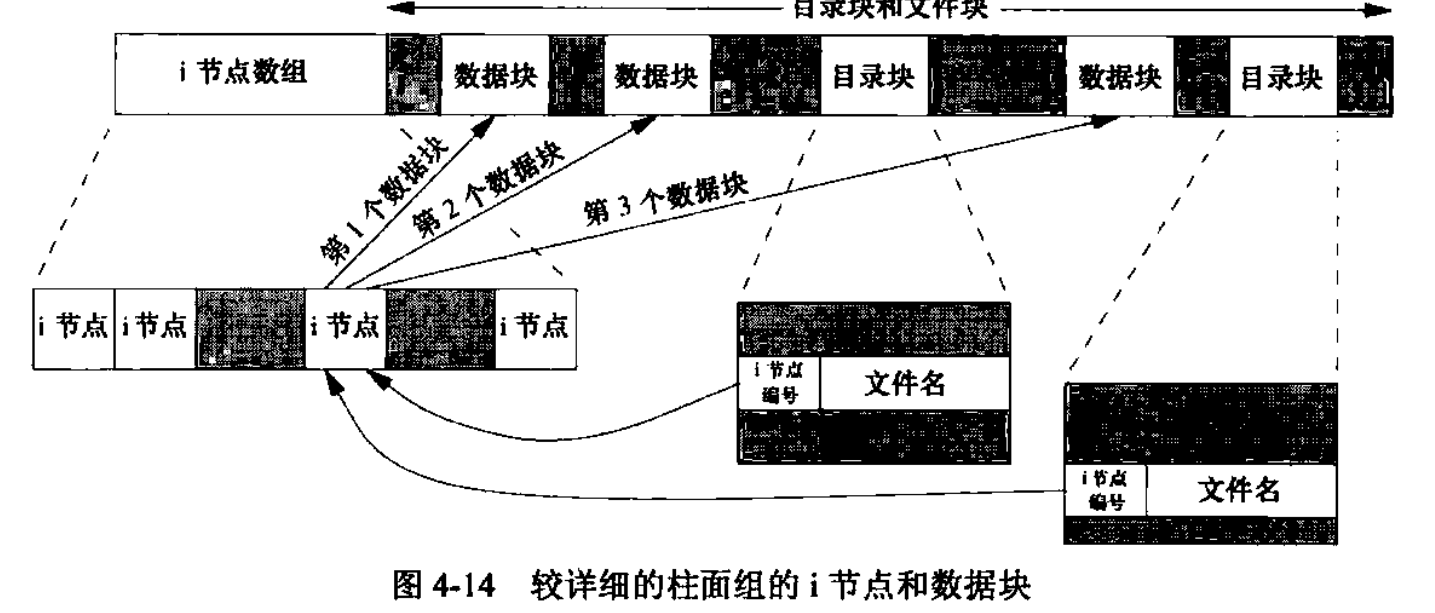 目录块和文件块
i 节点数组
数据块
数据块
目录块
数据块
目录块
第 1 个数据块
第 2 个数据块
第 3 个数据块
i 节点
i 节点
i 节点
i 节点
i 节点
编号
文件名
i 节点
编号
文件名
图 4-14 较详细的柱面组的 i 节点和数据块